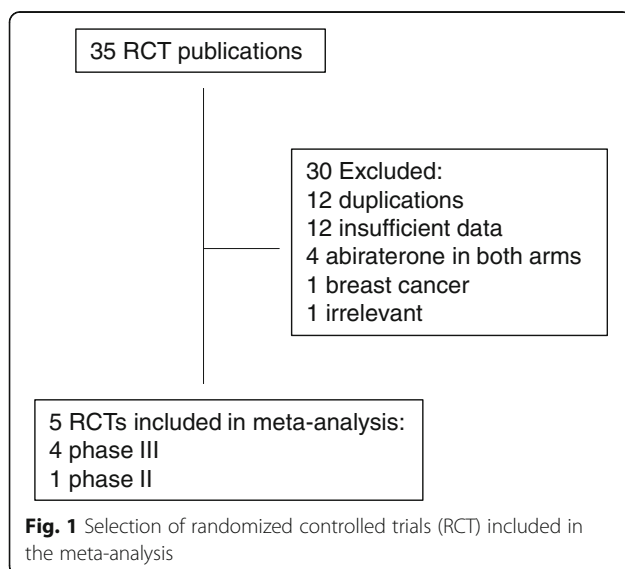 35 RCT publications
30 Excluded:
12 duplications
12 insufficient data
4 abiraterone in both arms
1 breast cancer
1 irrelevant
5 RCTs included in meta-analysis:
4 phase III
1 phase II
Fig. 1 Selection of randomized controlled trials (RCT) included in
the meta-analysis